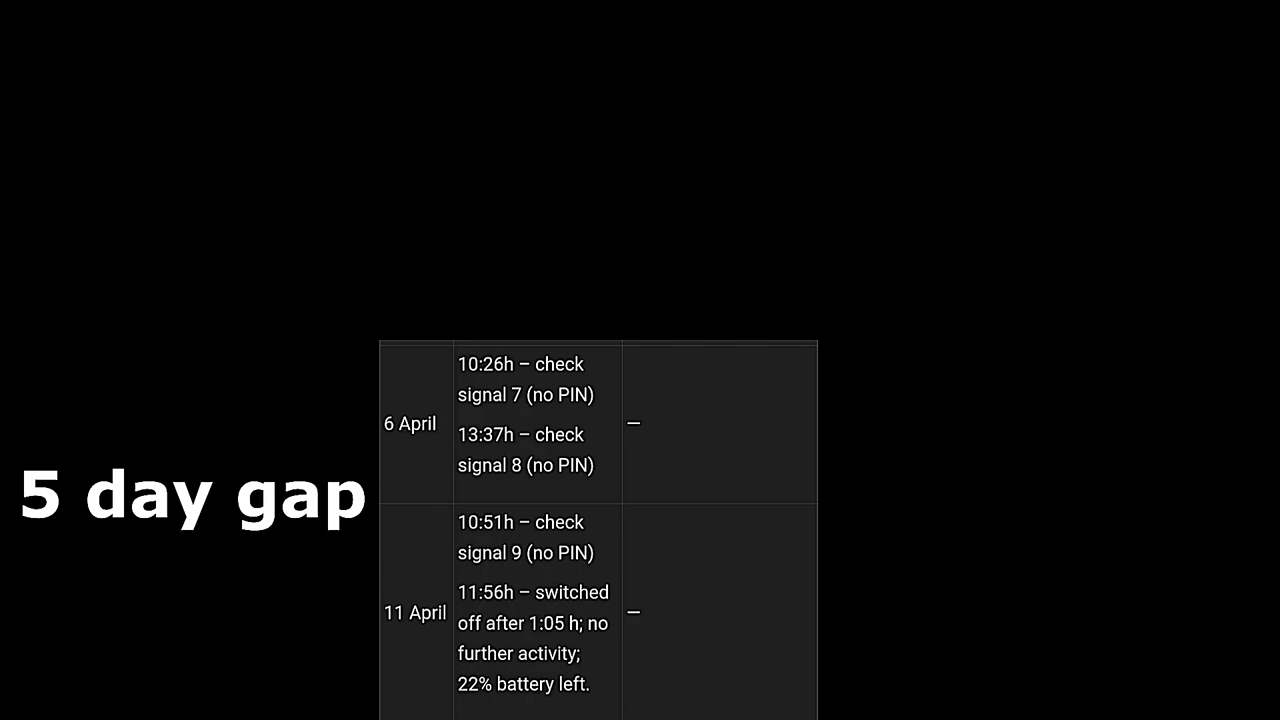 10:26h – check
signal 7 (no PIN)
6 April
—
13:37h – check
signal 8 (no PIN)
5 day gap
10:51h – check
signal 9 (no PIN)
11:56h – switched
11 April
—
off after 1:05 h; no
further activity;
22% battery left.